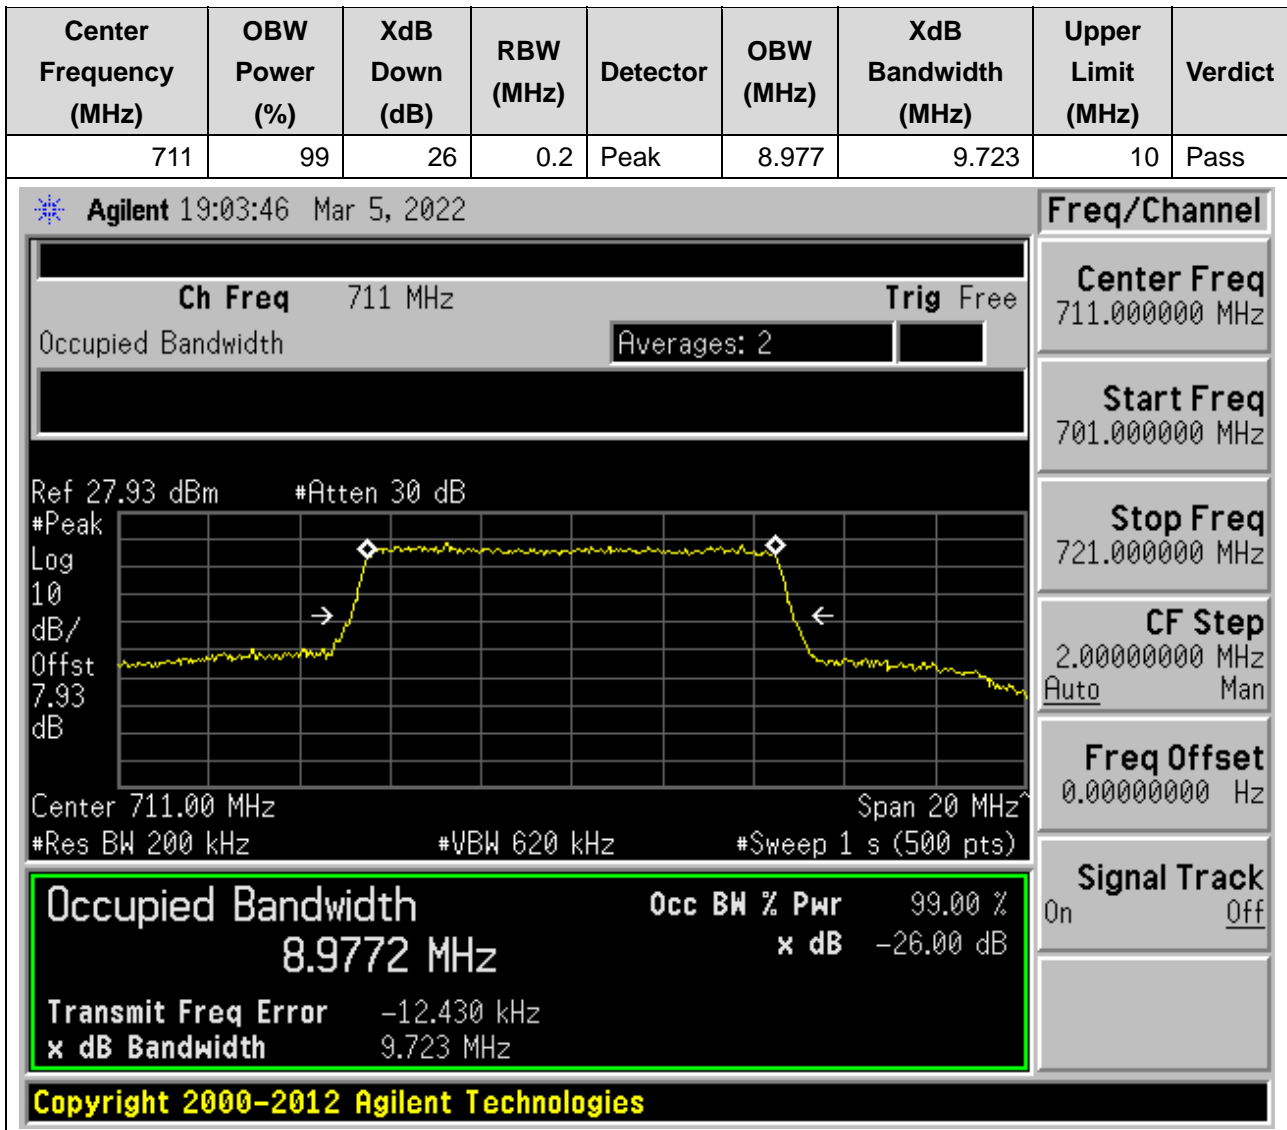 Center Frequency (MHz) OBW Power (%) XdB Down (dB) RBW (MHz) Detector OBW (MHz) XdB Bandwidth (MHz) Upper Limit (MHz) Verdict
711 99 26 0.2 Peak 8.977 9.723 10 Pass
Agilent 19:03:46 Mar 5, 2022
Freq/Channel
Ch Freq 711 MHz Trig Free
Occupied Bandwidth Averages: 2
Center Freq
711.000000 MHz
Start Freq
701.000000 MHz
Stop Freq
721.000000 MHz
CF Step
2.00000000 MHz
Auto Man
Freq Offset
0.00000000 Hz
Signal Track
On Off
Ref 27.93 dBm #Atten 30 dB
#Peak
Log
10
dB/
Offst
7.93
dB
Center 711.00 MHz Span 20 MHz^
#Res BW 200 kHz #VBW 620 kHz #Sweep 1 s (500 pts)
Occupied Bandwidth Occ BW % Pwr 99.00 %
8.9772 MHz x dB -26.00 dB
Transmit Freq Error -12.430 kHz
x dB Bandwidth 9.723 MHz
Copyright 2000-2012 Agilent Technologies